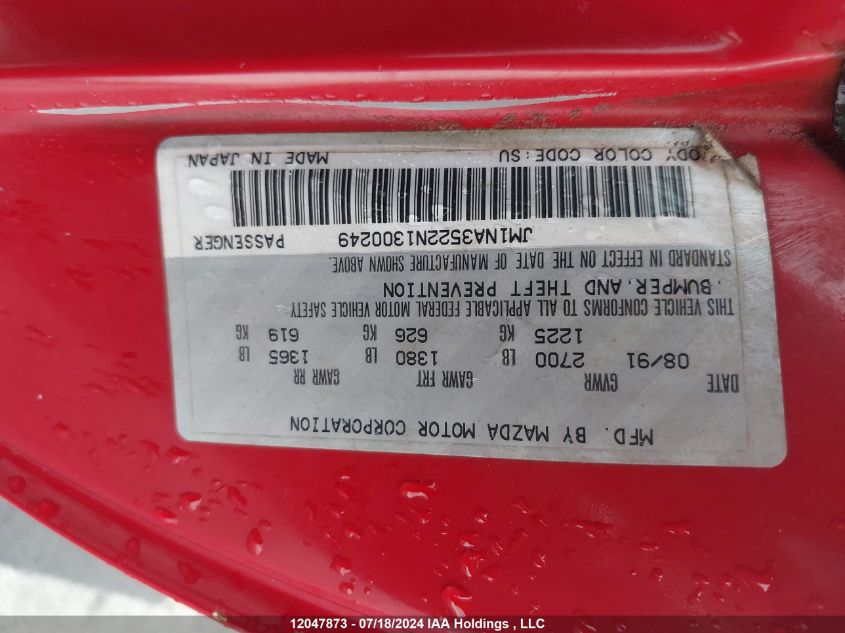 MFD. BY MAZDA MOTOR CORPORATION
DATE GVWR GAWR FRT GAWR RR
08/91 2700 LB 1380 LB 1365 LB
1225 KG 626 KG 619 KG
THIS VEHICLE CONFORMS TO ALL APPLICABLE FEDERAL MOTOR VEHICLE SAFETY
.BUMPER,AND THEFT PREVENTION
STANDARD IN EFFECT ON THE DATE OF MANUFACTURE SHOWN ABOVE.
JM1NA3522N1300249 PASSENGER
ODY COLOR CODE:SU MADE IN JAPAN
12047873 - 07/18/2024 IAA Holdings , LLC